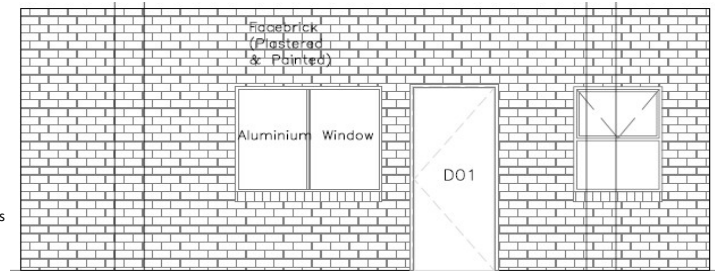 Facebrick
(Plastered
& Painted)
Aluminium Window
D01
s